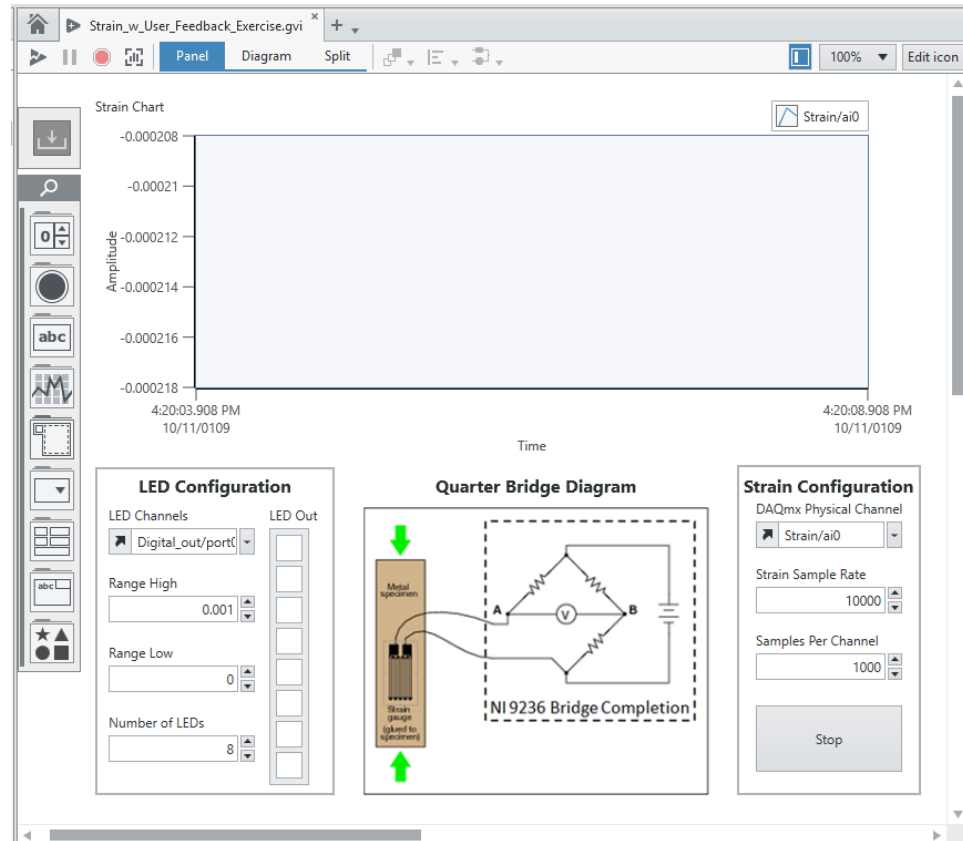 Strain_w_User_Feedback_Exercise.gvi
Panel Diagram Split 100% Edit icon
Strain Chart
Strain/ai0
-0.000208
-0.00021
-0.000212
-0.000214
-0.000216
-0.000218
Amplitude
4:20:03.908 PM
10/11/0109
4:20:08.908 PM
10/11/0109
Time
0
abc
abc
LED Configuration
LED Channels LED Out
Digital_out/port
Range High
0.001
Range Low
0
Number of LEDs
8
Quarter Bridge Diagram
Metal
specimen
Strain
gauge
(glued to
specimen)
A
V
B
NI 9236 Bridge Completion
Strain Configuration
DAQmx Physical Channel
Strain/ai0
Strain Sample Rate
10000
Samples Per Channel
1000
Stop